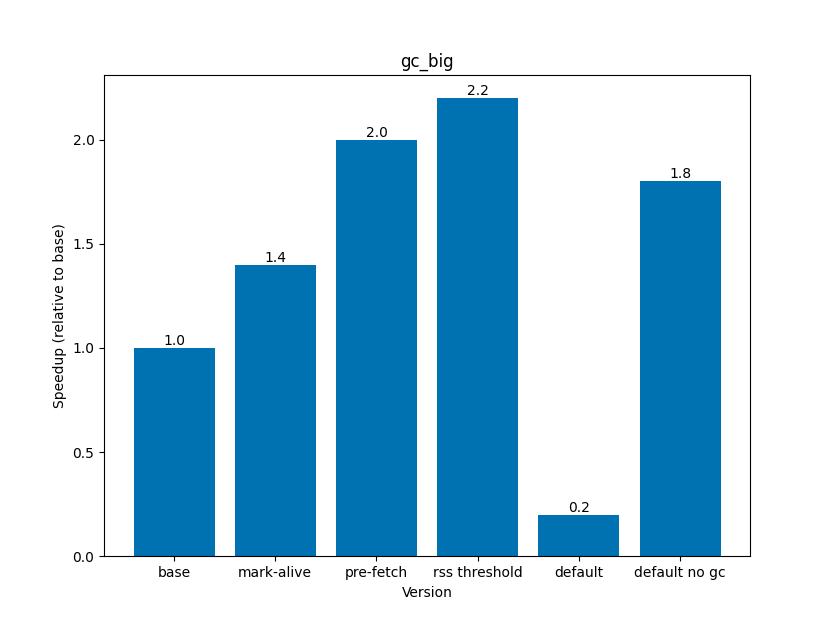 gc_big
Speedup (relative to base)
2.0
1.5
1.0
0.5
0.0
1.0
1.4
2.0
2.2
0.2
1.8
base mark-alive pre-fetch rss threshold default default no gc
Version